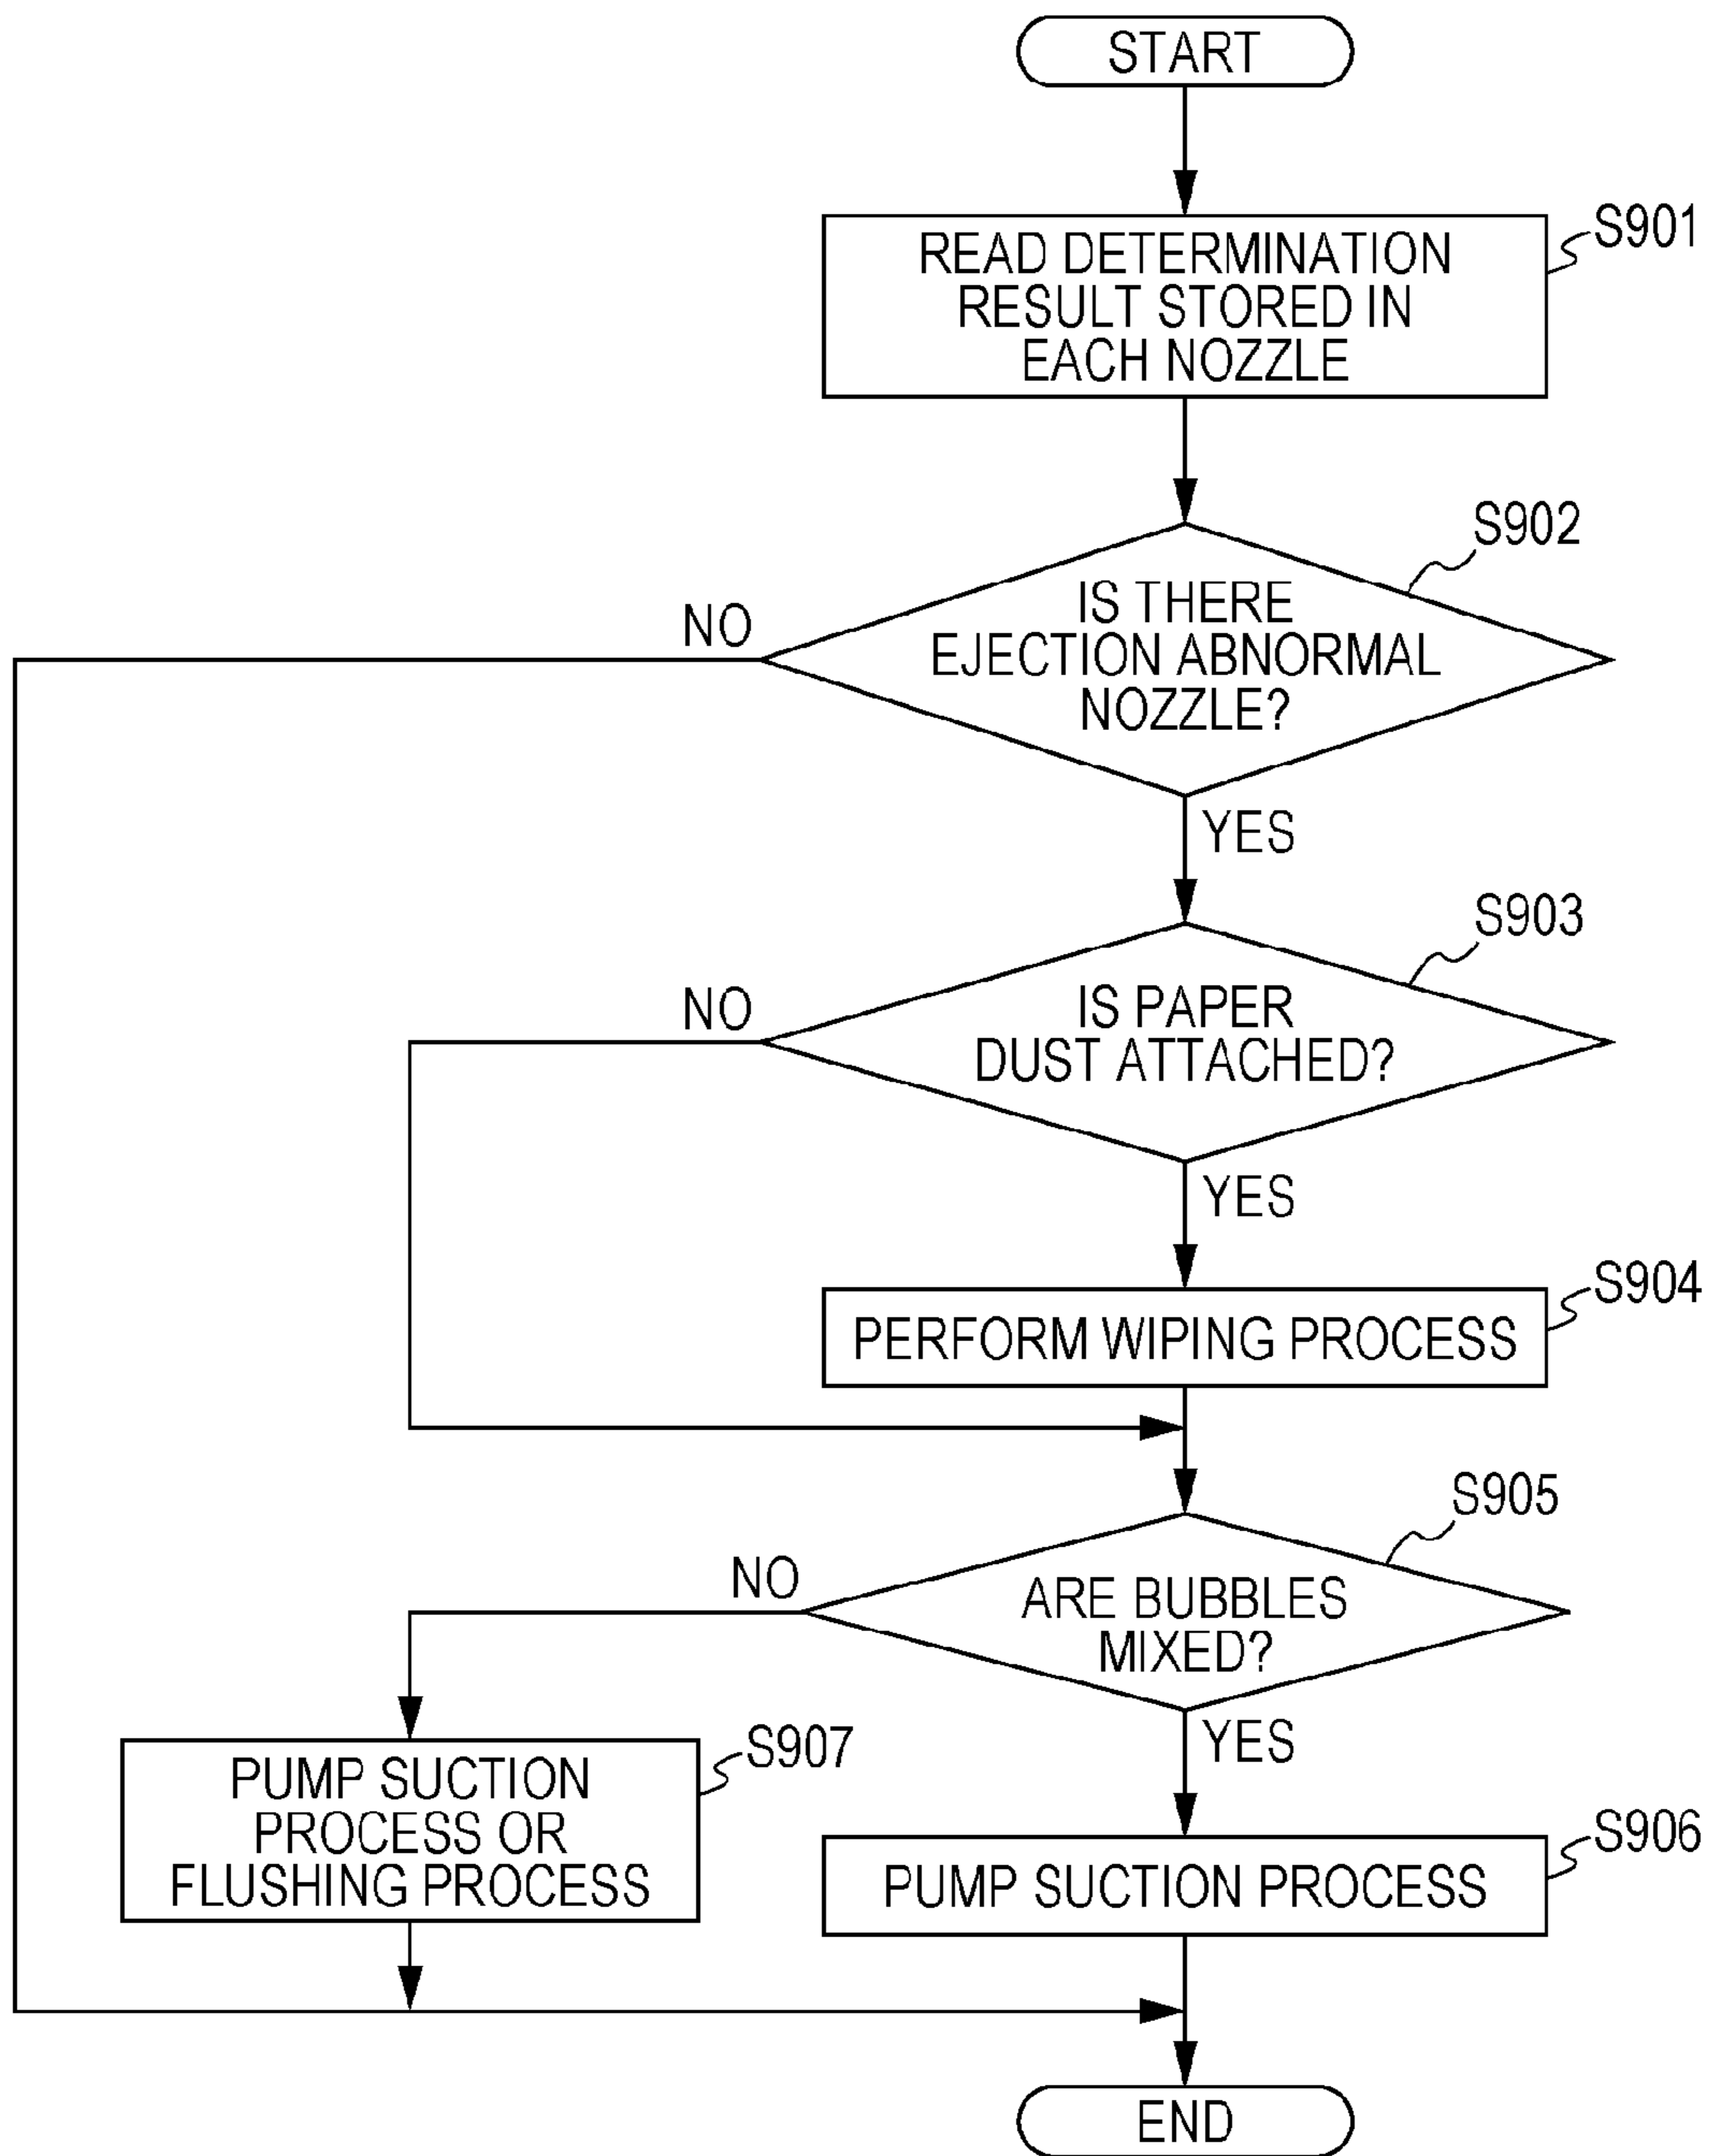 START
READ DETERMINATION
RESULT STORED IN
EACH NOZZLE
S901
IS THERE
EJECTION ABNORMAL
NOZZLE?
S902
NO
YES
IS PAPER
DUST ATTACHED?
S903
NO
YES
PERFORM WIPING PROCESS
S904
ARE BUBBLES
MIXED?
S905
NO
YES
PUMP SUCTION
PROCESS OR
FLUSHING PROCESS
S907
PUMP SUCTION PROCESS
S906
END